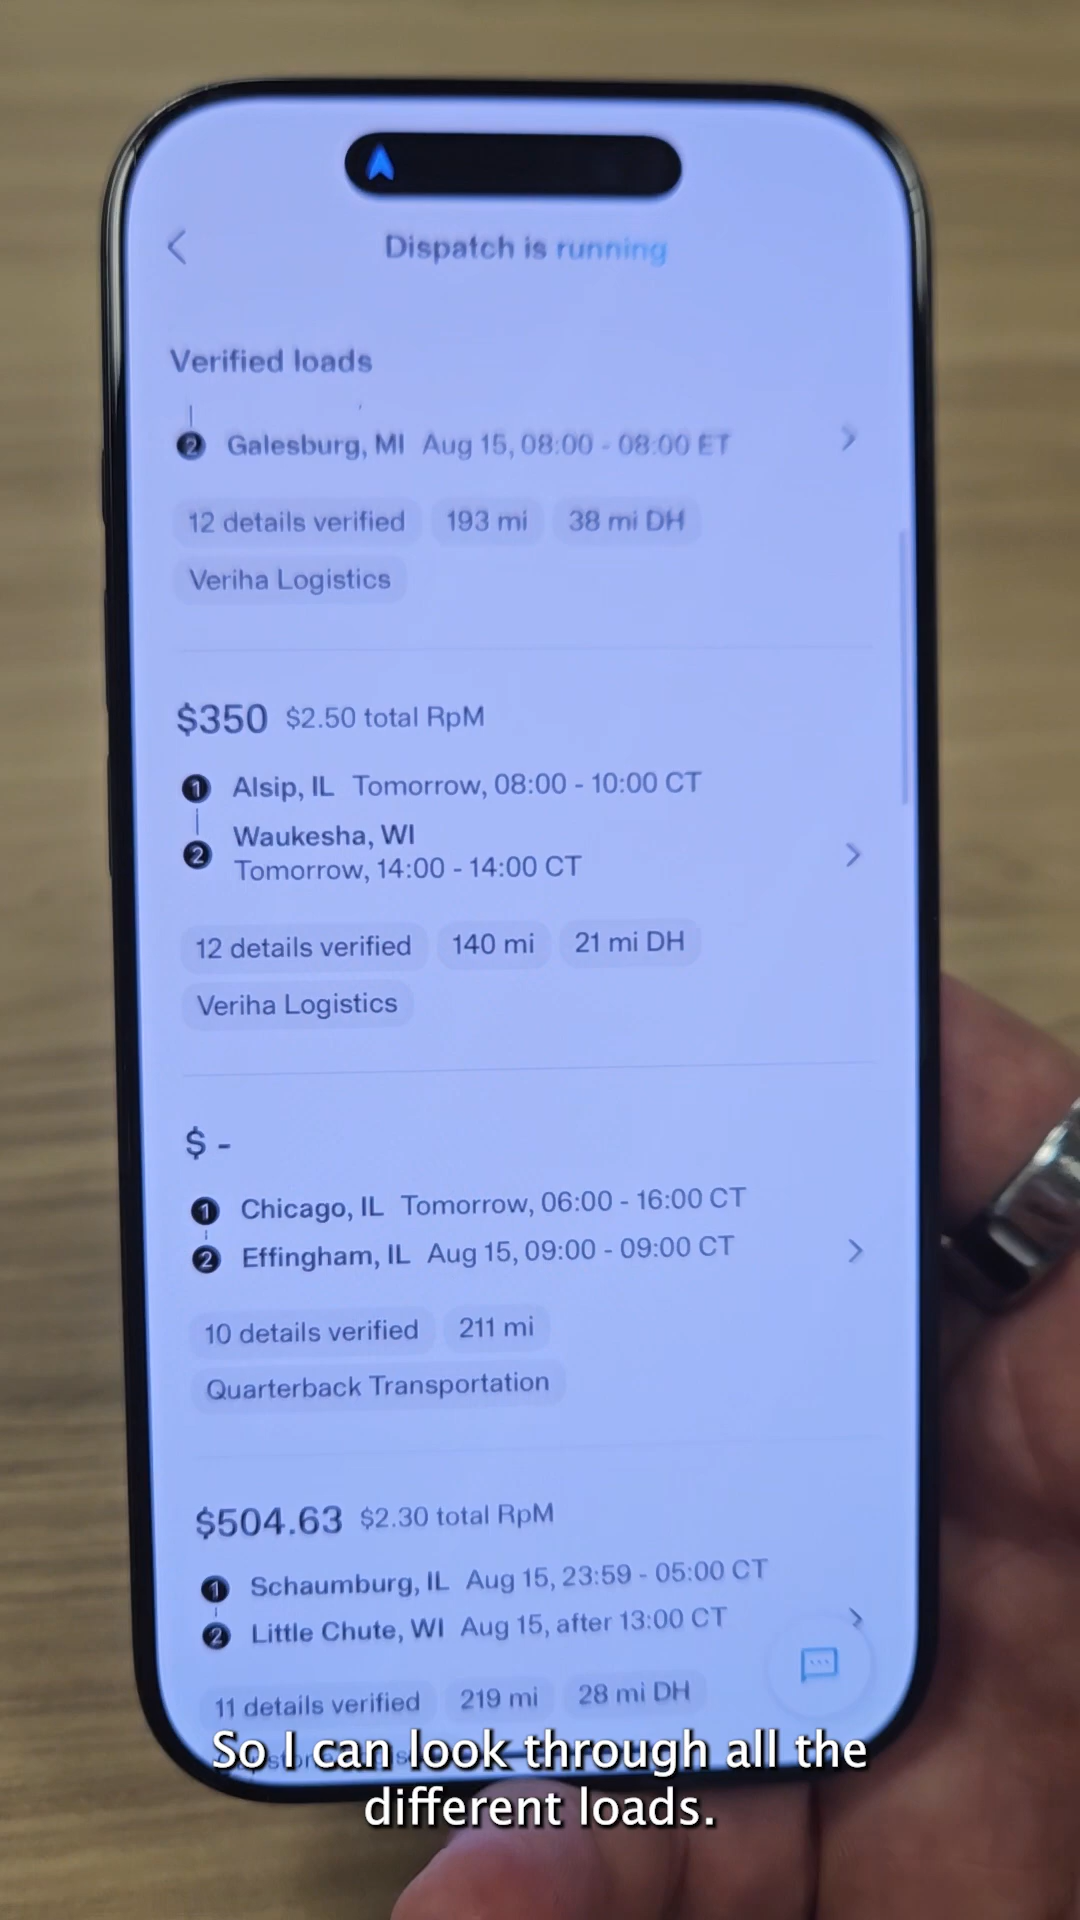 Dispatch is running
Verified loads
2 Galesburg, MI Aug 15, 08:00 - 08:00 ET
12 details verified 193 mi 38 mi DH
Veriha Logistics
$350 $2.50 total RpM
1 Alsip, IL Tomorrow, 08:00 - 10:00 CT
2 Waukesha, WI
Tomorrow, 14:00 - 14:00 CT
12 details verified 140 mi 21 mi DH
Veriha Logistics
$ -
1 Chicago, IL Tomorrow, 06:00 - 16:00 CT
2 Effingham, IL Aug 15, 09:00 - 09:00 CT
10 details verified 211 mi
Quarterback Transportation
$504.63 $2.30 total RpM
1 Schaumburg, IL Aug 15, 23:59 - 05:00 CT
2 Little Chute, WI Aug 15, after 13:00 CT
11 details verified 219 mi 28 mi DH
So I can look through all the
different loads.